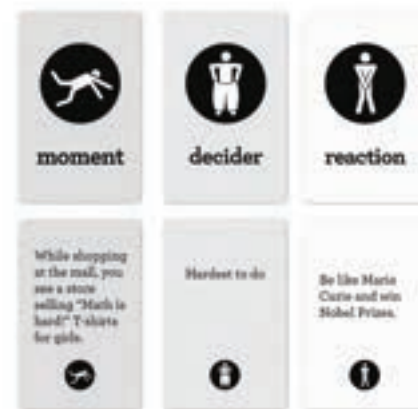 moment
decider
reaction
While shopping
at the mall, you
see a store
selling "Math is
hard!" T-shirts
for girls.
Hardest to do
Be like Marie
Curie and win
Nobel Prizes.